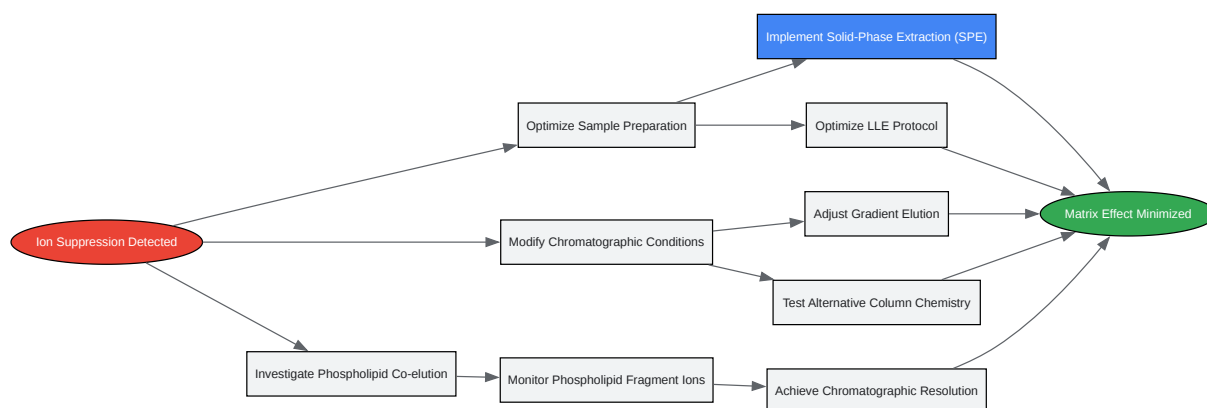 Implement Solid-Phase Extraction (SPE)
Optimize Sample Preparation
Optimize LLE Protocol
Adjust Gradient Elution
Matrix Effect Minimized
Ion Suppression Detected
Modify Chromatographic Conditions
Test Alternative Column Chemistry
Investigate Phospholipid Co-elution
Monitor Phospholipid Fragment Ions
Achieve Chromatographic Resolution